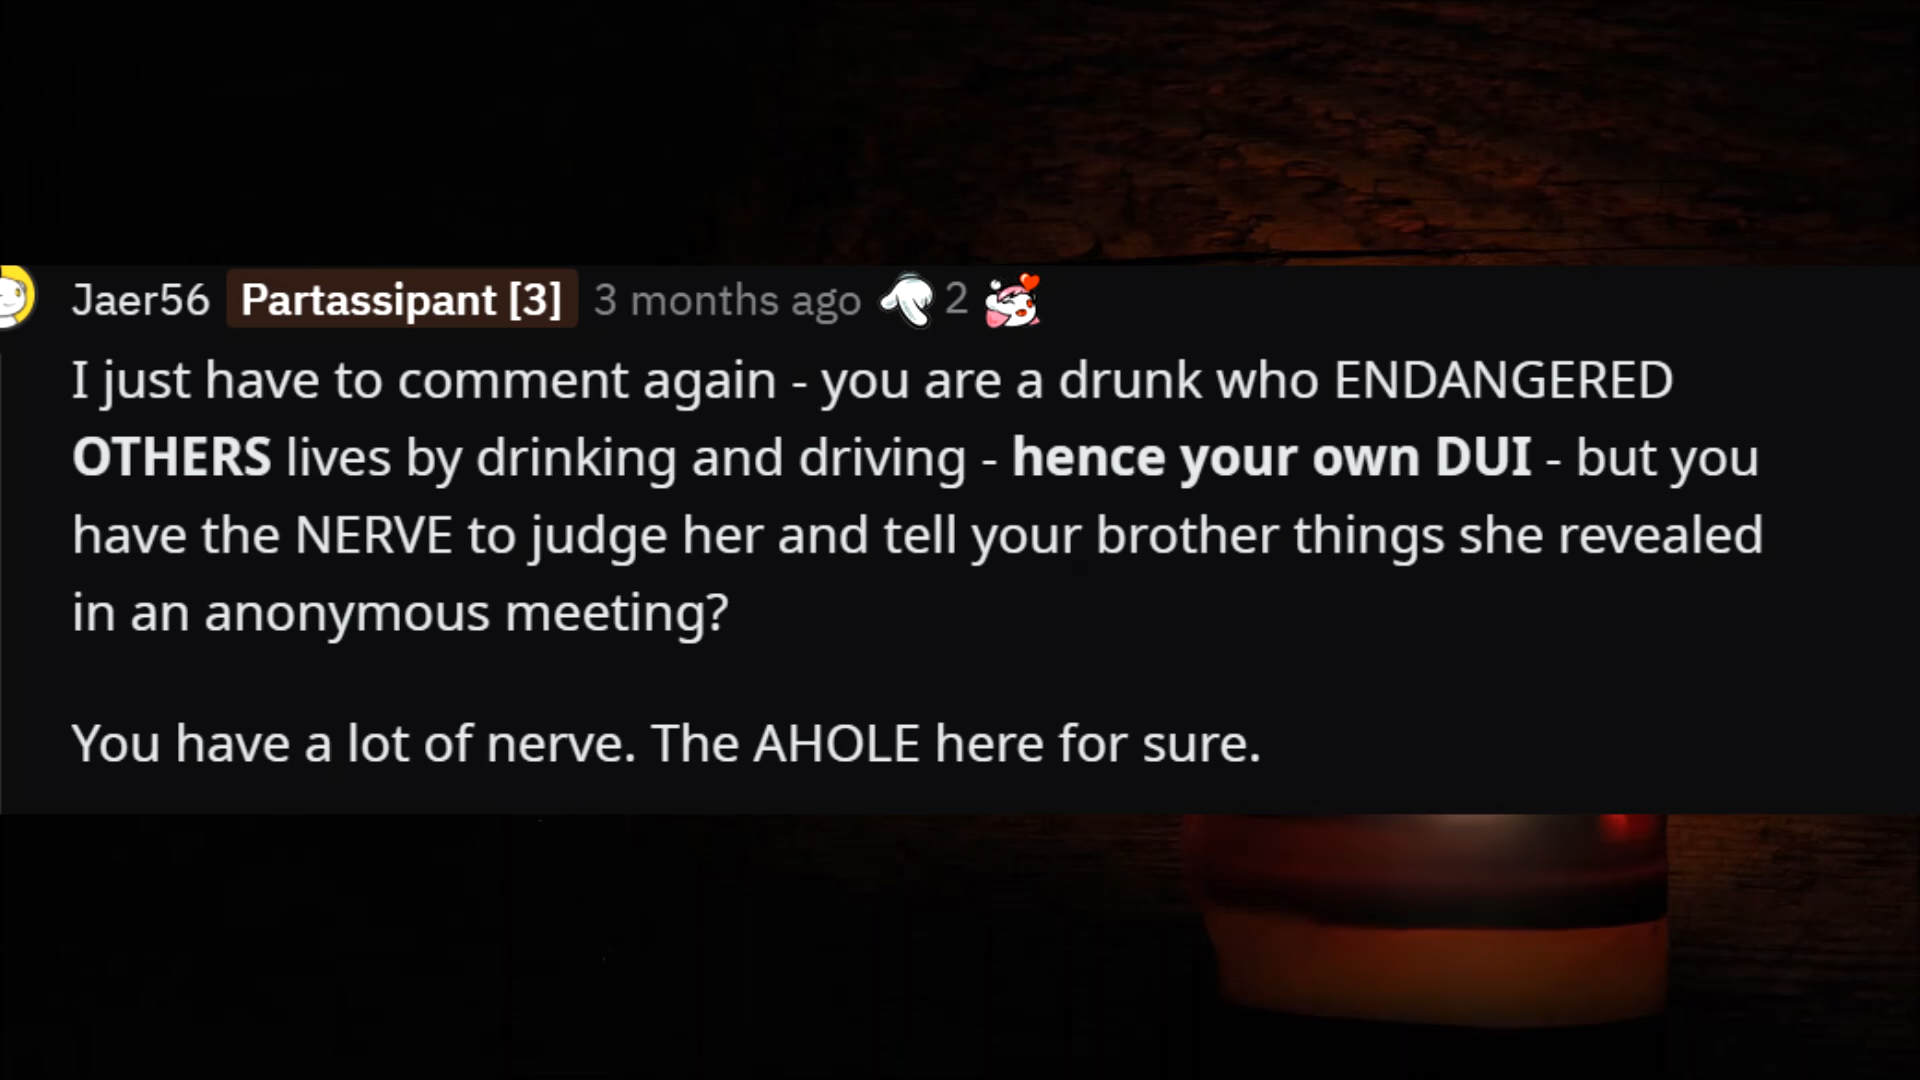 Jaer56 Partassipant [3] 3 months ago 2
I just have to comment again - you are a drunk who ENDANGERED
OTHERS lives by drinking and driving - hence your own DUI - but you
have the NERVE to judge her and tell your brother things she revealed
in an anonymous meeting?
You have a lot of nerve. The AHOLE here for sure.